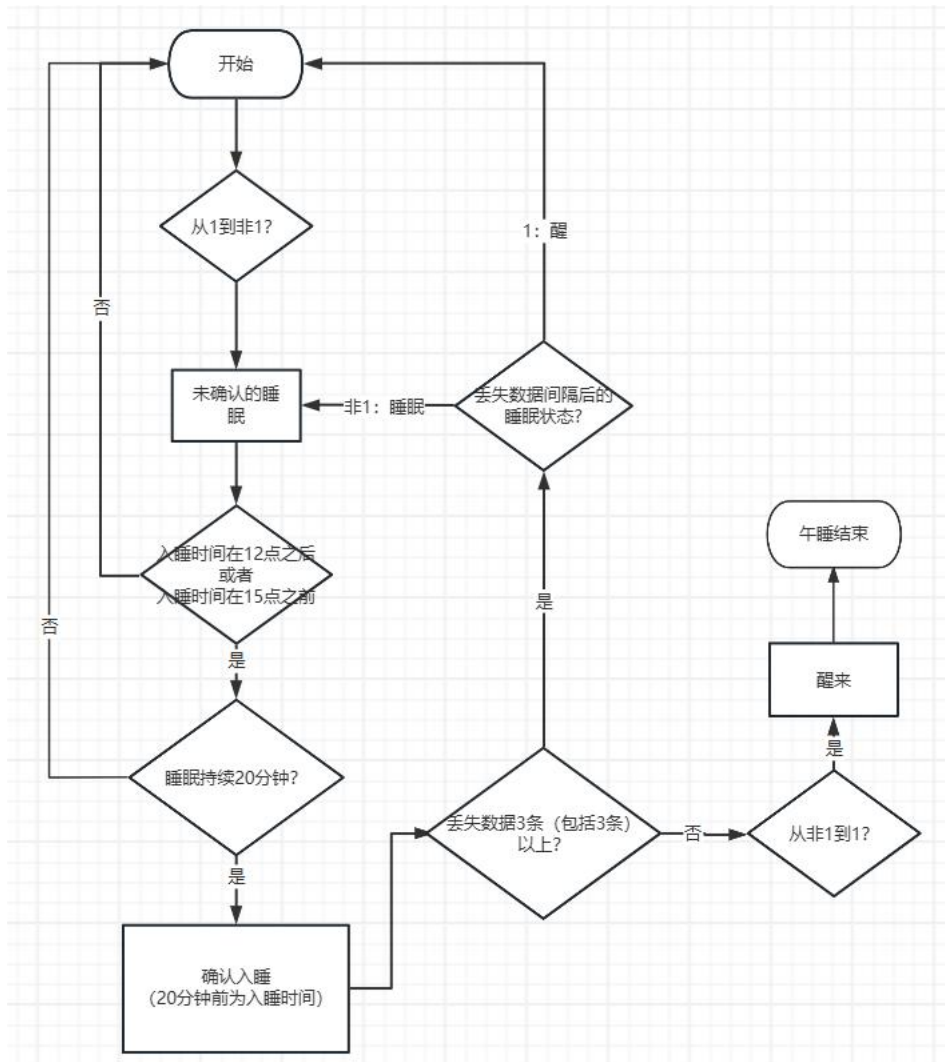 开始
从1到非1?
1: 醒
否
未确认的睡
眠
非1: 睡眠
丢失数据间隔后的
睡眠状态?
入睡时间在12点之后
或者
入睡时间在15点之前
午睡结束
否
是
是
醒来
睡眠持续20分钟?
是
丢失数据3条（包括3条）
以上?
否
从非1到1?
是
确认入睡
（20分钟前为入睡时间）